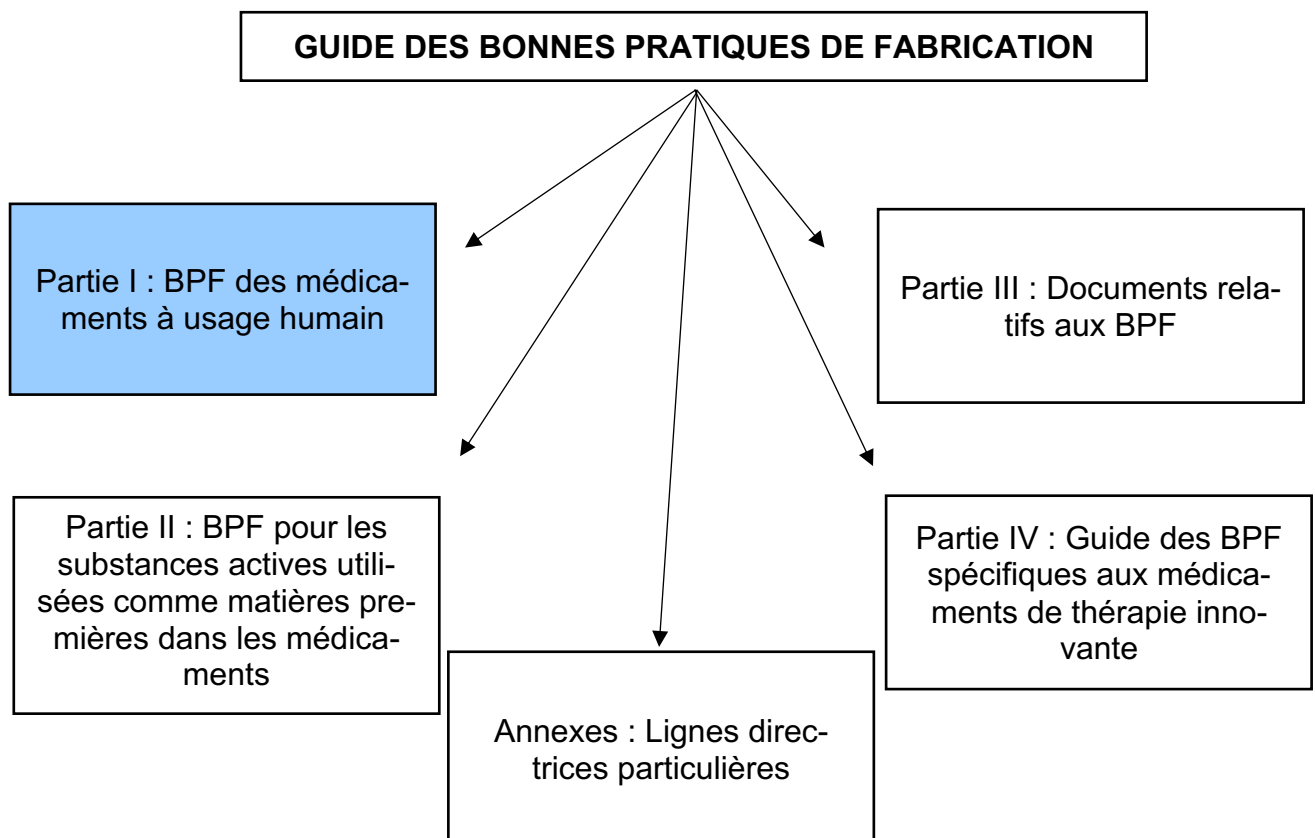 GUIDE DES BONNES PRATIQUES DE FABRICATION
Partie I : BPF des médica-
ments à usage humain
Partie III : Documents rela-
tifs aux BPF
Partie II : BPF pour les
substances actives utili-
sées comme matières pre-
mières dans les médica-
ments
Partie IV : Guide des BPF
spécifiques aux médica-
ments de thérapie inno-
vante
Annexes : Lignes direc-
trices particulières